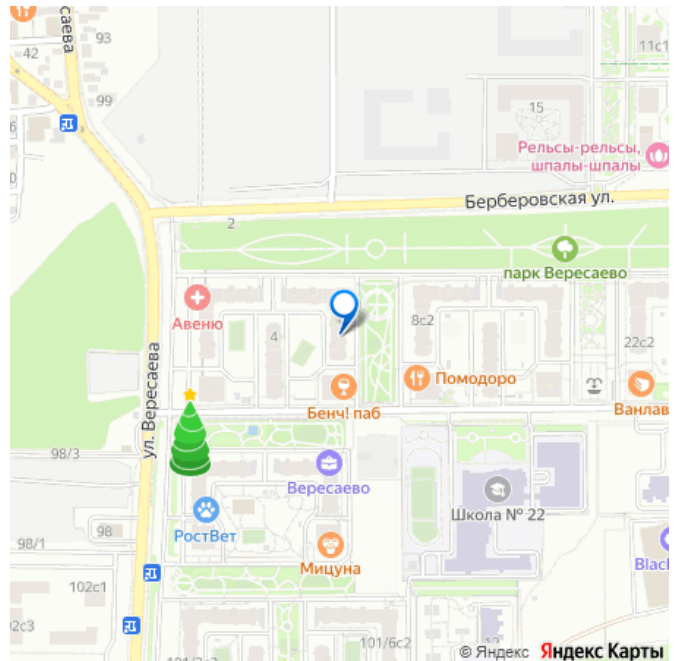 саева
93
42
99
11с1
15
Рельсы-рельсы,
шпалы-шпалы
Берберовская ул.
2
парк Вересаево
Авеню
4
8с2
22с2
Помодоро
Бенч! паб
Ванлав
ул. Вересаева
98/3
Вересаево
Школа № 22
РостВет
98
98/1
Мицуна
Blac
102с1
02с3
101/6с2
© Яндекс Яндекс Карты